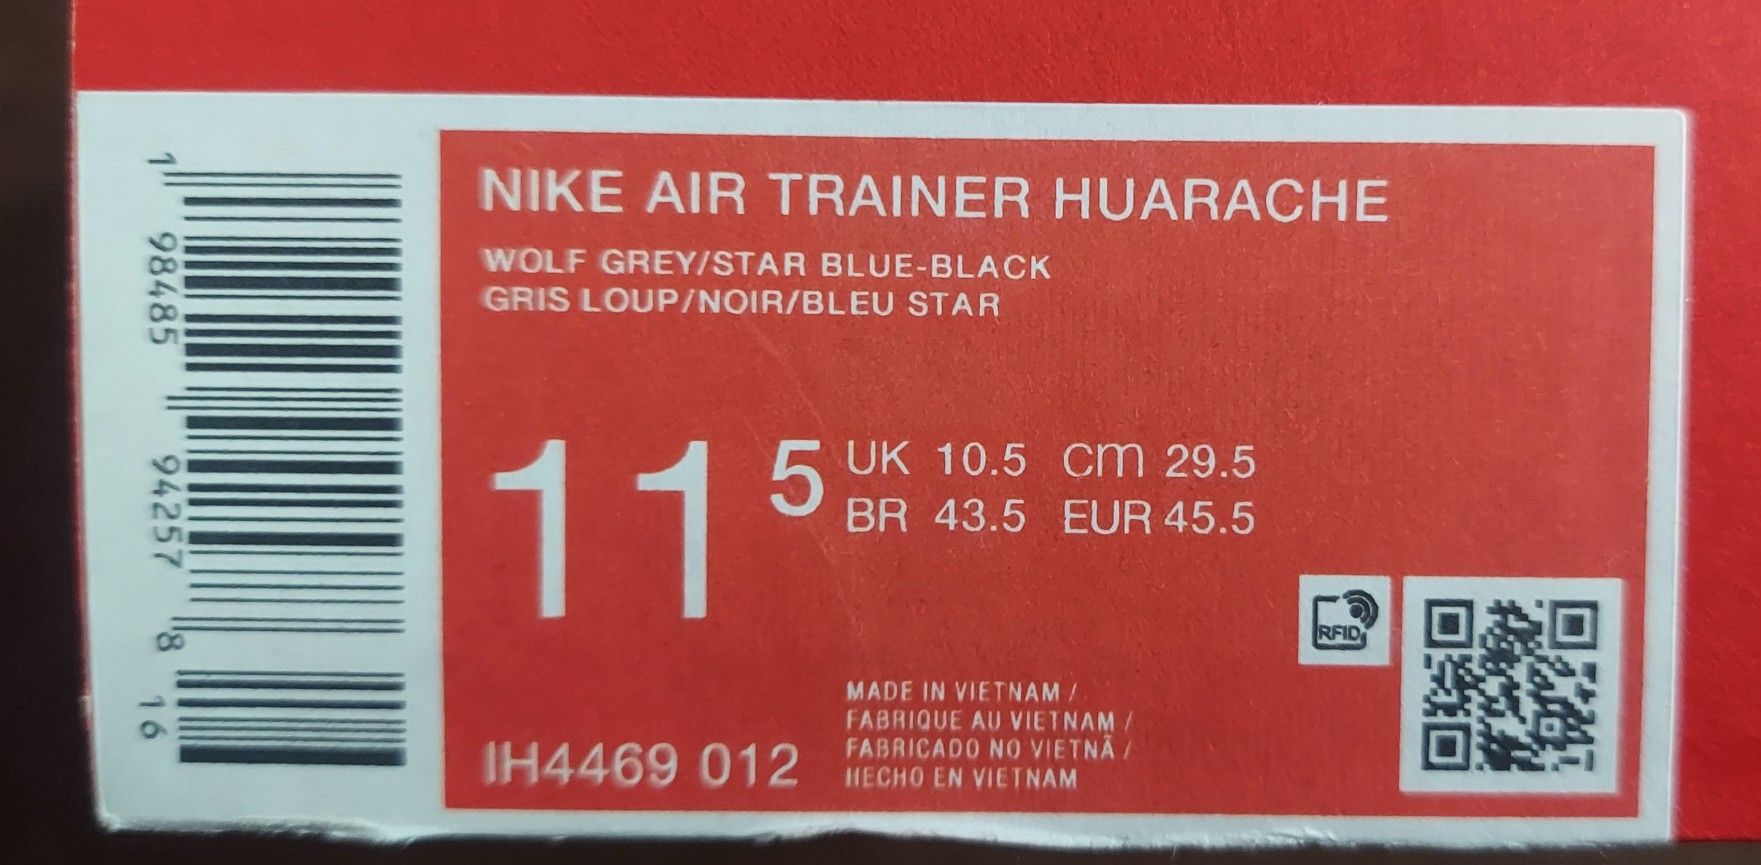 NIKE AIR TRAINER HUARACHE
WOLF GREY/STAR BLUE-BLACK
GRIS LOUP/NOIR/BLEU STAR
11 5
UK 10.5 cm 29.5
BR 43.5 EUR 45.5
RFID
MADE IN VIETNAM /
FABRIQUE AU VIETNAM /
FABRICADO NO VIETNÃ /
HECHO EN VIETNAM
IH4469 012
1 98485 94257 8 16